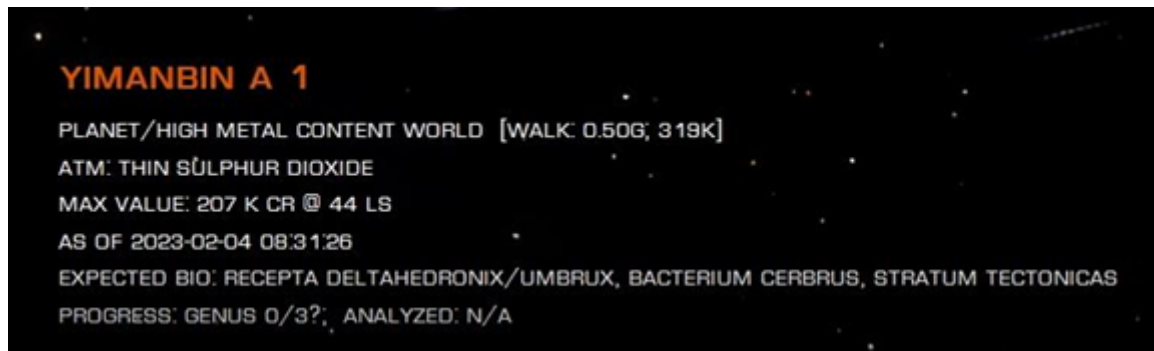 YIMANBIN A 1
PLANET/HIGH METAL CONTENT WORLD [WALK: 0.50G; 319K]
ATM: THIN SULPHUR DIOXIDE
MAX VALUE: 207 K CR @ 44 LS
AS OF 2023-02-04 08:31:26
EXPECTED BIO: RECEPTA DELTAHEDRONIX/UMBRUX, BACTERIUM CERBRUS, STRATUM TECTONICAS
PROGRESS: GENUS 0/3?; ANALYZED: N/A